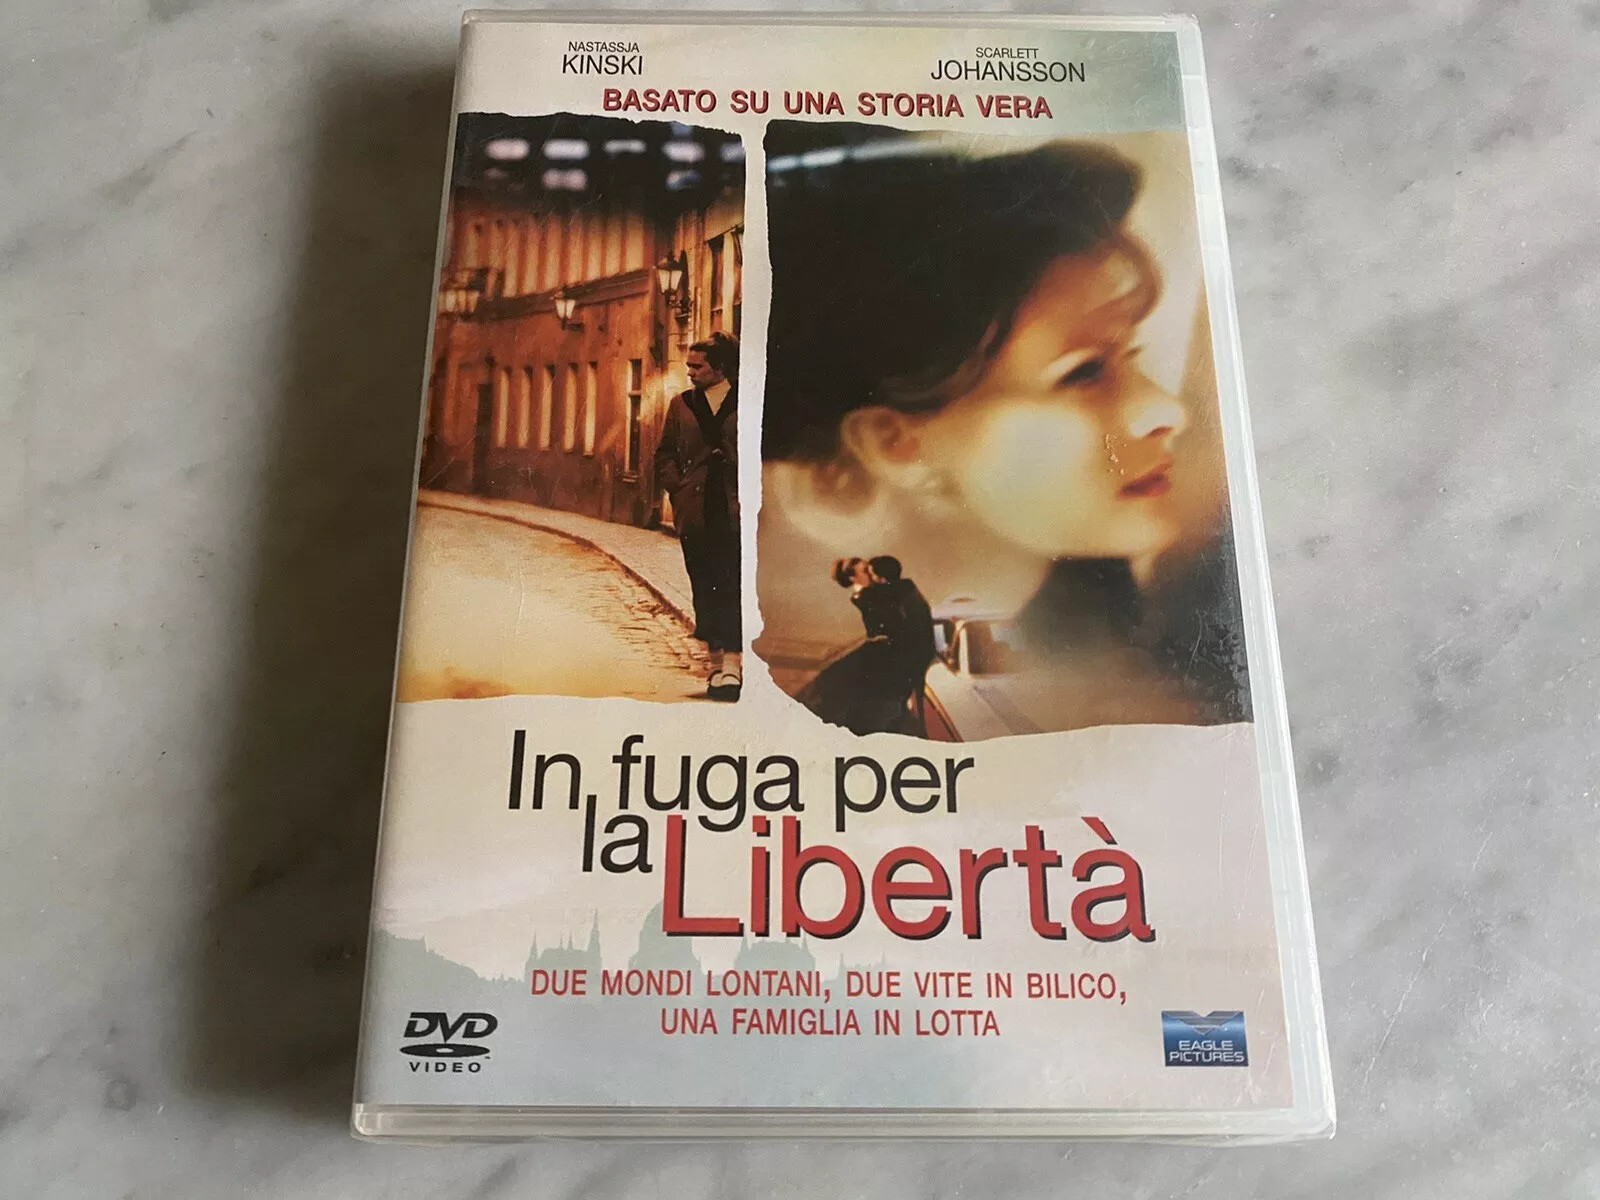 NASTASSJA
KINSKI
SCARLETT
JOHANSSON
BASATO SU UNA STORIA VERA
In fuga per
la Libertà
DUE MONDI LONTANI, DUE VITE IN BILICO,
UNA FAMIGLIA IN LOTTA
DVD
VIDEO
EAGLE
PICTURES